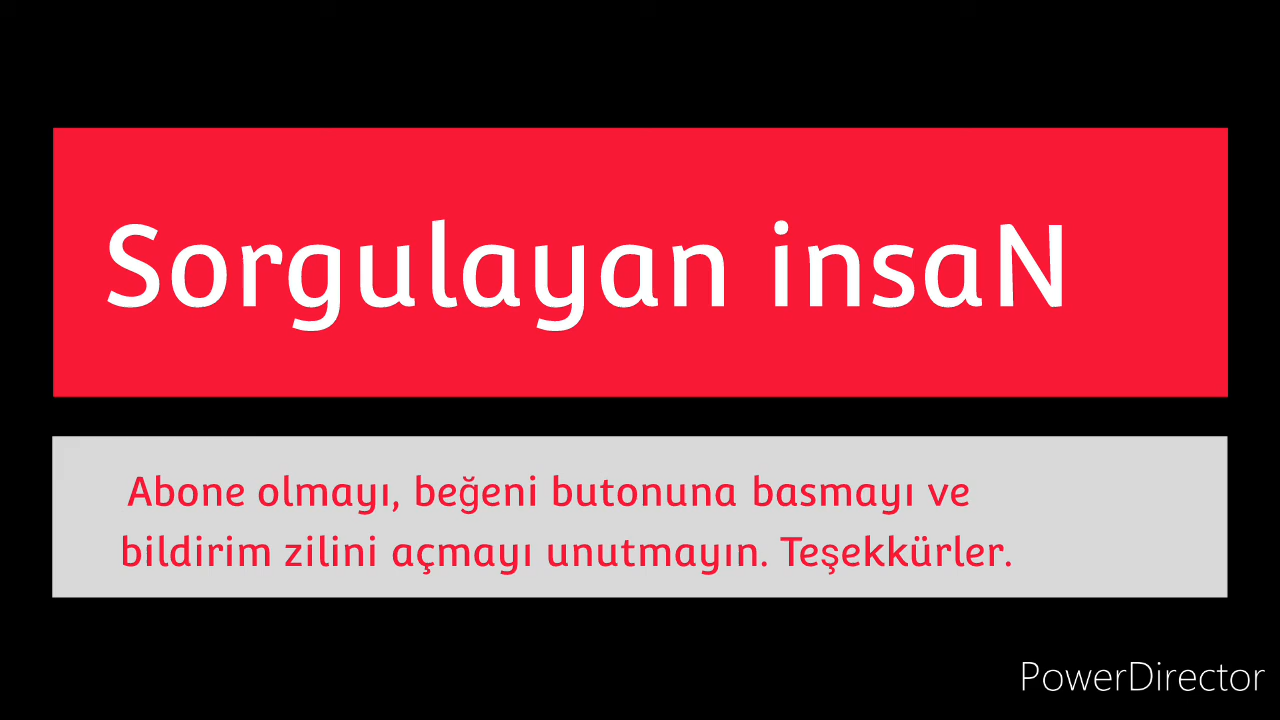 Sorgulayan insaN
Abone olmayı, beğeni butonuna basmayı ve
bildirim zilini açmayı unutmayın. Teşekkürler.
PowerDirector